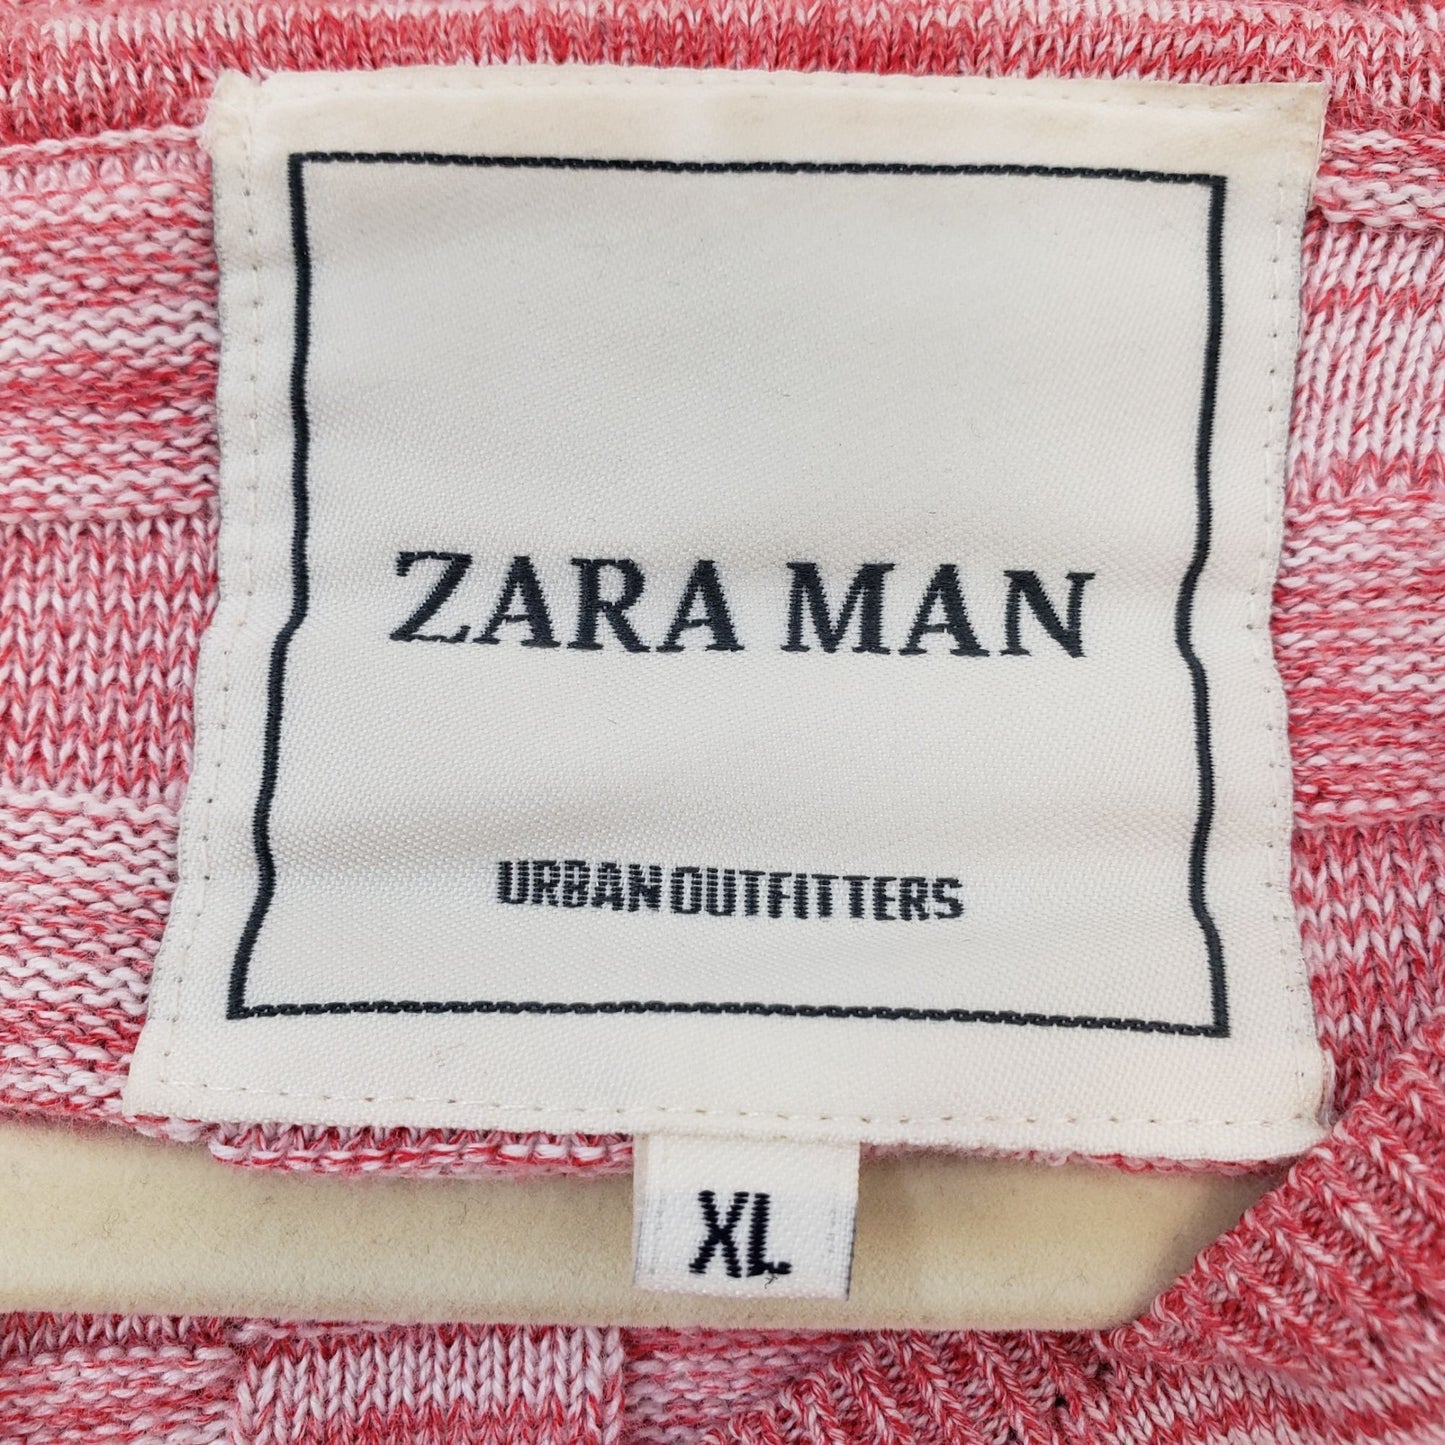 ZARA MAN
URBAN OUTFITTERS
XL